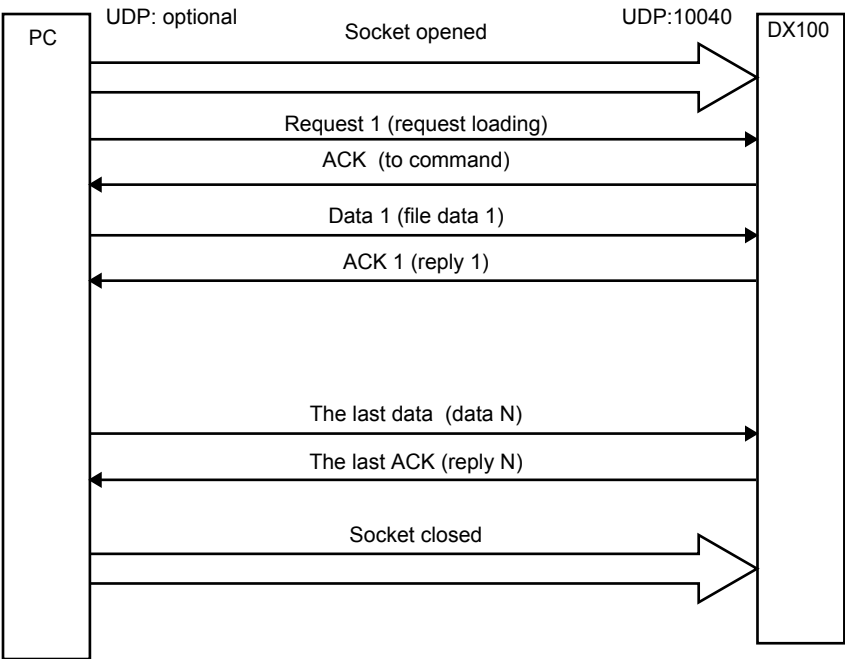 UDP: optional
UDP:10040
PC
Socket opened
DX100
Request 1 (request loading)
ACK (to command)
Data 1 (file data 1)
ACK 1 (reply 1)
The last data (data N)
The last ACK (reply N)
Socket closed